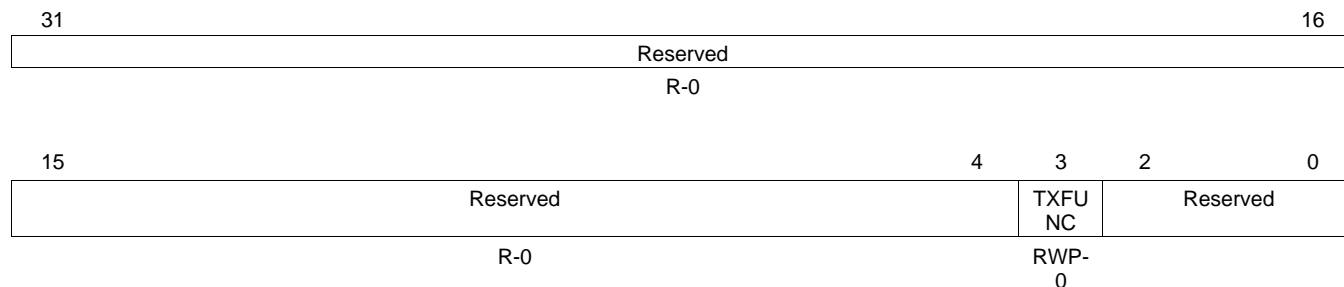 31 16
Reserved
R-0
15 4 3 2 0
Reserved TXFU Reserved
NC
R-0 RWP-
0